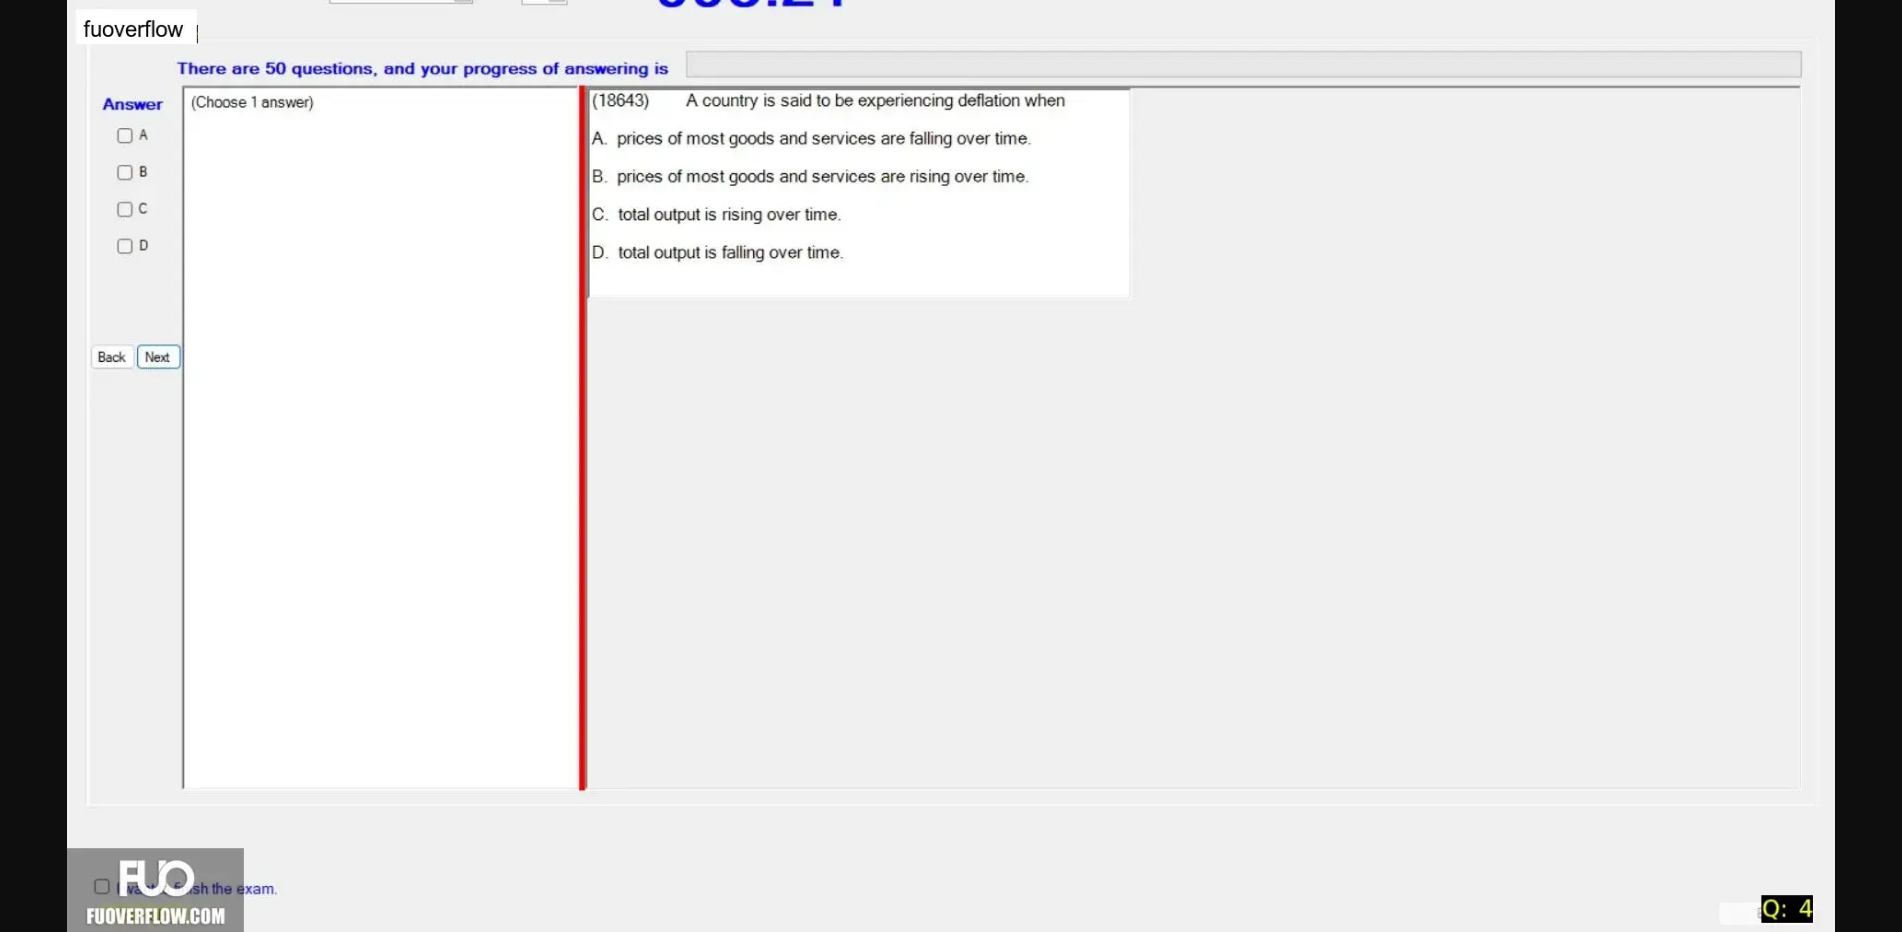 fuoverflow
There are 50 questions, and your progress of answering is
Answer
(Choose 1 answer)
A
B
C
D
Back
Next
(18643) A country is said to be experiencing deflation when
A. prices of most goods and services are falling over time.
B. prices of most goods and services are rising over time.
C. total output is rising over time.
D. total output is falling over time.
FUO
the exam.
FUOVERFLOW.COM
Q: 4